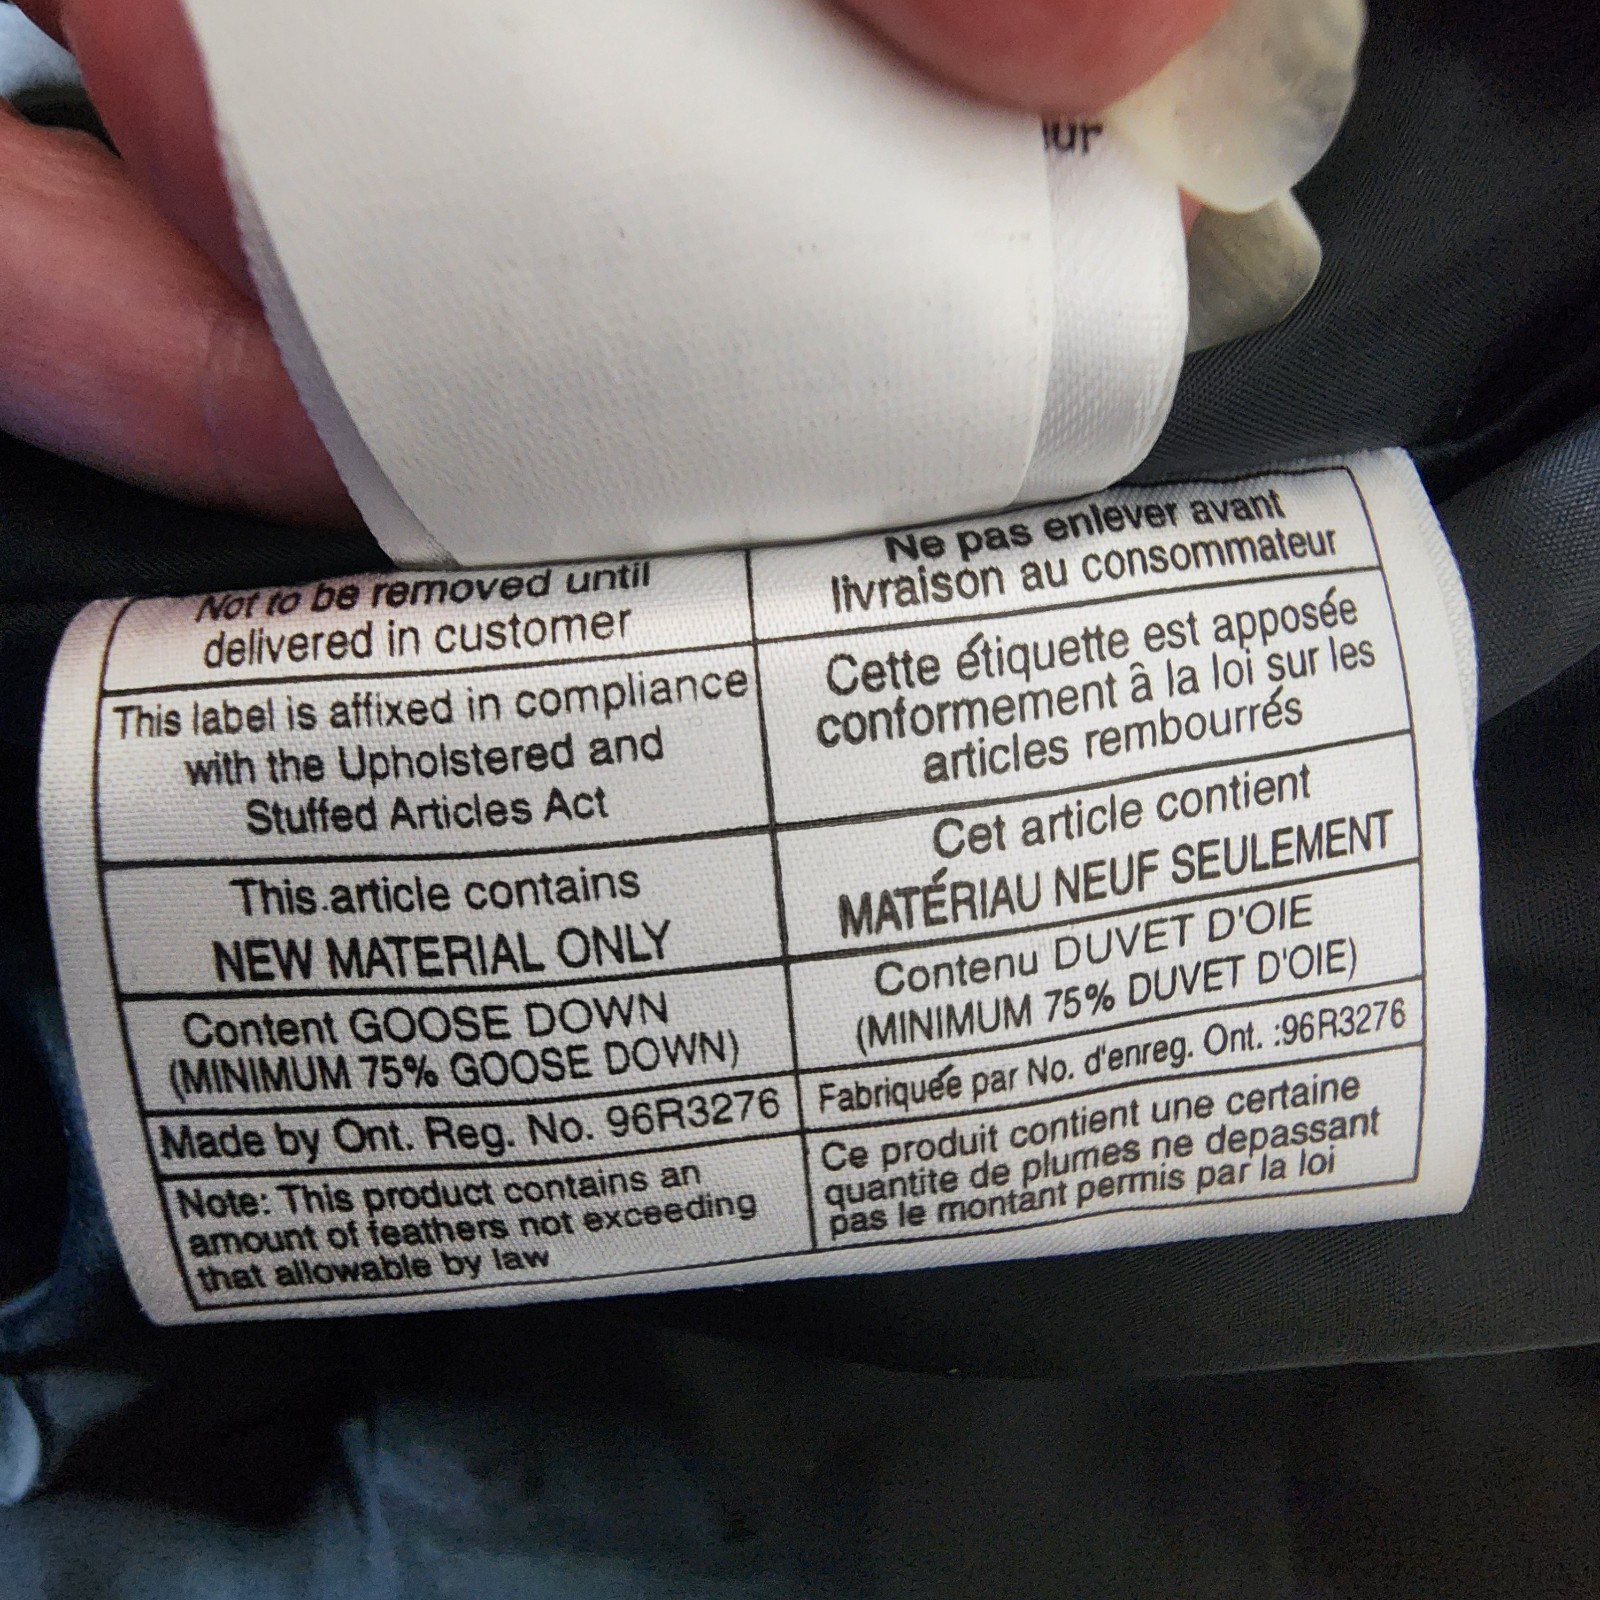 ur
Not to be removed until
delivered in customer
This label is affixed in compliance
with the Upholstered and
Stuffed Articles Act
This.article contains
NEW MATERIAL ONLY
Content GOOSE DOWN
(MINIMUM 75% GOOSE DOWN)
Made by Ont. Reg. No. 96R3276
Note: This product contains an
amount of feathers not exceeding
that allowable by law
Ne pas enlever avant
livraison au consommateur
Cette étiquette est apposée
conformement â la loi sur les
articles rembourrés
Cet article contient
MATÉRIAU NEUF SEULEMENT
Contenu DUVET D'OIE
(MINIMUM 75% DUVET D'OIE)
Fabriquée par No. d'enreg. Ont. :96R3276
Ce produit contient une certaine
quantite de plumes ne depassant
pas le montant permis par la loi